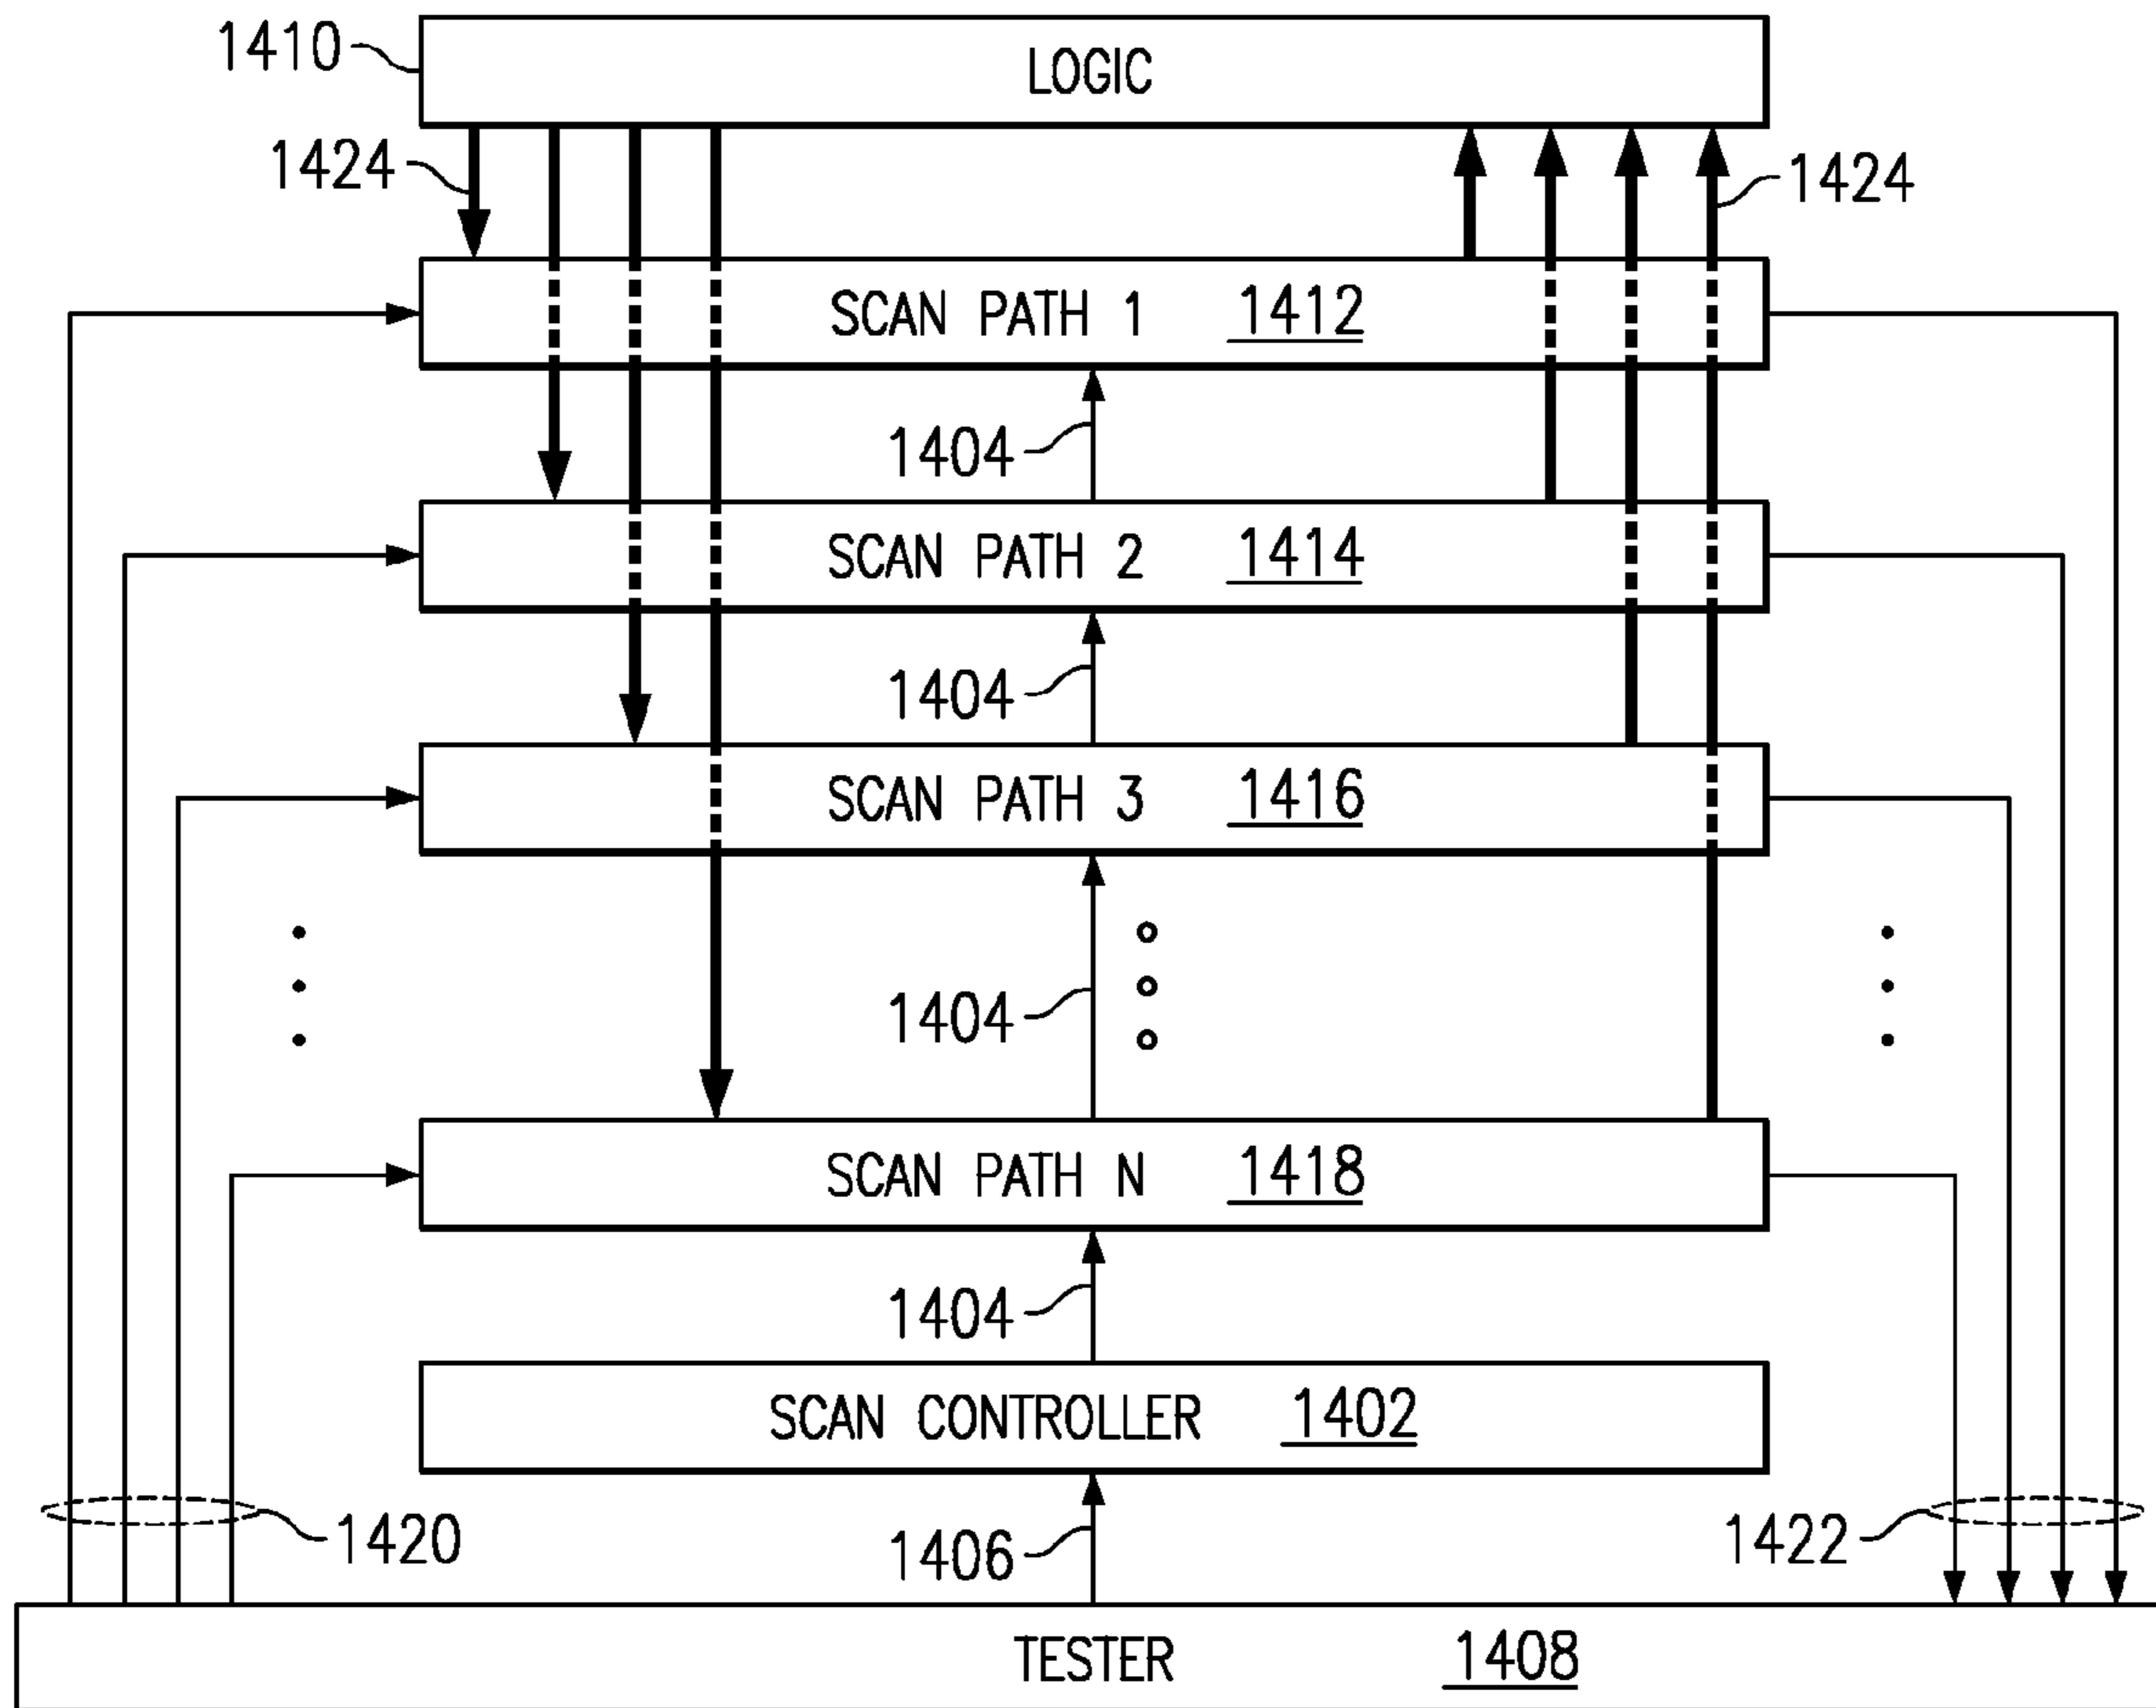 1410 LOGIC
1424 1424
SCAN PATH 1 1412
1404
SCAN PATH 2 1414
1404
SCAN PATH 3 1416
1404
SCAN PATH N 1418
1404
SCAN CONTROLLER 1402
1420 1406 1422
TESTER 1408